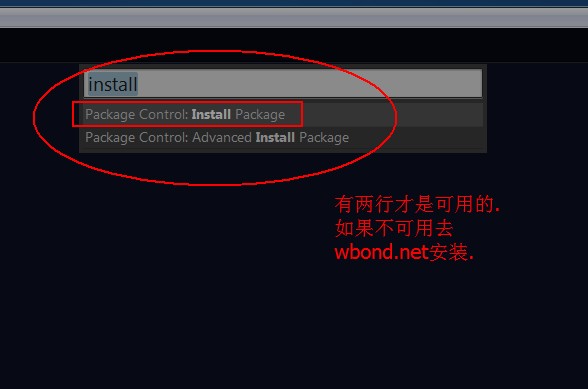 install
Package Control: Install Package
Package Control: Advanced Install Package
有两行才是可用的.
如果不可用去
wbond.net安装.